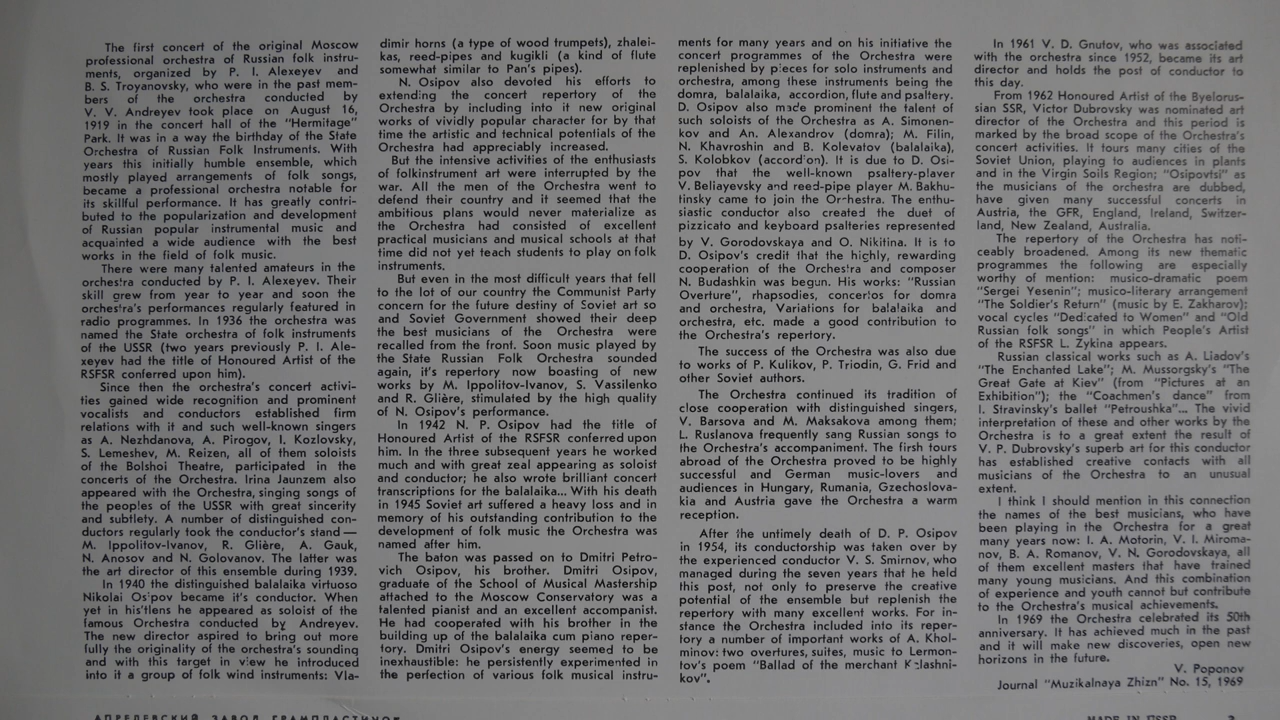 The first concert of the original Moscow
professional orchestra of Russian folk instru-
ments, organized by P. I. Alexeyev and
B. S. Troyanovsky, who were in the past mem-
bers of the orchestra conducted by
V. V. Andreyev took place on August 16,
1919 in the concert hall of the "Hermitage"
Park. It was in a way the birthday of the State
Orchestra of Russian Folk Instruments. With
years this initially humble ensemble, which
mostly played arrangements of folk songs,
became a professional orchestra notable for
its skillful performance. It has greatly contri-
buted to the popularization and development
of Russian popular instrumental music and
acquainted a wide audience with the best
works in the field of folk music.
There were many talented amateurs in the
orchestra conducted by P. I. Alexeyev. Their
skill grew from year to year and soon the
orchestra's performances regularly featured in
radio programmes. In 1936 the orchestra was
named the State orchestra of folk instruments
of the USSR (two years previously P. I. Ale-
xeyev had the title of Honoured Artist of the
RSFSR conferred upon him).
Since then the orchestra's concert activi-
ties gained wide recognition and prominent
vocalists and conductors established firm
relations with it and such well-known singers
as A. Nezhdanova, A. Pirogov, I. Kozlovsky,
S. Lemeshev, M. Reizen, all of them soloists
of the Bolshoi Theatre, participated in the
concerts of the Orchestra. Irina Jaunzem also
appeared with the Orchestra, singing songs of
the peoples of the USSR with great sincerity
and subtlety. A number of distinguished con-
ductors regularly took the conductor's stand —
M. Ippolitov-Ivanov, R. Glière, A. Gauk,
N. Anosov and N. Golovanov. The latter was
the art director of this ensemble during 1939.
In 1940 the distinguished balalaika virtuoso
Nikolai Osipov became it's conductor. When
yet in his'tlens he appeared as soloist of the
famous Orchestra conducted by Andreyev.
The new director aspired to bring out more
fully the originality of the orchestra's sounding
and with this target in view he introduced
into it a group of folk wind instruments: Vla-
dimir horns (a type of wood trumpets), zhalei-
kas, reed-pipes and kugikli (a kind of flute
somewhat similar to Pan's pipes).
N. Osipov also devoted his efforts to
extending the concert repertory of the
Orchestra by including into it new original
works of vividly popular character for by that
time the artistic and technical potentials of the
Orchestra had appreciably increased.
But the intensive activities of the enthusiasts
of folkinstrument art were interrupted by the
war. All the men of the Orchestra went to
defend their country and it seemed that the
ambitious plans would never materialize as
the Orchestra had consisted of excellent
practical musicians and musical schools at that
time did not yet teach students to play on folk
instruments.
But even in the most difficult years that fell
to the lot of our country the Communist Party
concern for the future destiny of Soviet art so
and Soviet Government showed their deep
the best musicians of the Orchestra were
recalled from the front. Soon music played by
the State Russian Folk Orchestra sounded
again, it's repertory now boasting of new
works by M. Ippolitov-Ivanov, S. Vassilenko
and R. Glière, stimulated by the high quality
of N. Osipov's performance.
In 1942 N. P. Osipov had the title of
Honoured Artist of the RSFSR conferred upon
him. In the three subsequent years he worked
much and with great zeal appearing as soloist
and conductor; he also wrote brilliant concert
transcriptions for the balalaika... With his death
in 1945 Soviet art suffered a heavy loss and in
memory of his outstanding contribution to the
development of folk music the Orchestra was
named after him.
The baton was passed on to Dmitri Petro-
vich Osipov, his brother. Dmitri Osipov,
graduate of the School of Musical Mastership
attached to the Moscow Conservatory was a
talented pianist and an excellent accompanist.
He had cooperated with his brother in the
building up of the balalaika cum piano reper-
tory. Dmitri Osipov's energy seemed to be
inexhaustible: he persistently experimented in
the perfection of various folk musical instru-
ments for many years and on his initiative the
concert programmes of the Orchestra were
replenished by pieces for solo instruments and
orchestra, among these instruments being the
domra, balalaika, accordion, flute and psaltery.
D. Osipov also made prominent the talent of
such soloists of the Orchestra as A. Simonen-
kov and An. Alexandrov (domra); M. Filin,
N. Khavroshin and B. Kolevatov (balalaika),
S. Kolobkov (accordion). It is due to D. Osi-
pov that the well-known psaltery-player
V. Beliayevsky and reed-pipe player M. Bakhu-
tinsky came to join the Orchestra. The enthu-
siastic conductor also created the duet of
pizzicato and keyboard psalteries represented
by V. Gorodovskaya and O. Nikitina. It is to
D. Osipov's credit that the highly, rewarding
cooperation of the Orchestra and composer
N. Budashkin was begun. His works: "Russian
Overture", rhapsodies, concertos for domra
and orchestra, Variations for balalaika and
orchestra, etc. made a good contribution to
the Orchestra's repertory.
The success of the Orchestra was also due
to works of P. Kulikov, P. Triodin, G. Frid and
other Soviet authors.
The Orchestra continued its tradition of
close cooperation with distinguished singers,
V. Barsova and M. Maksakova among them;
L. Ruslanova frequently sang Russian songs to
the Orchestra's accompaniment. The firsh tours
abroad of the Orchestra proved to be highly
successful and German music-lovers and
audiences in Hungary, Rumania, Gzechoslova-
kia and Austria gave the Orchestra a warm
reception.
After the untimely death of D. P. Osipov
in 1954, its conductorship was taken over by
the experienced conductor V. S. Smirnov, who
managed during the seven years that he held
this post, not only to preserve the creative
potential of the ensemble but replenish the
repertory with many excellent works. For in-
stance the Orchestra included into its reper-
tory a number of important works of A. Khol-
minov: two overtures, suites, music to Lermon-
tov's poem "Ballad of the merchant Kalashni-
kov".
In 1961 V. D. Gnutov, who was associated
with the orchestra since 1952, became its art
director and holds the post of conductor to
this day.
From 1962 Honoured Artist of the Byelorus-
sian SSR, Victor Dubrovsky was nominated art
director of the Orchestra and this period is
marked by the broad scope of the Orchestra's
concert activities. It tours many cities of the
Soviet Union, playing to audiences in plants
and in the Virgin Soils Region; "Osipovtsi" as
the musicians of the orchestra are dubbed,
have given many successful concerts in
Austria, the GFR, England, Ireland, Switzer-
land, New Zealand, Australia.
The repertory of the Orchestra has noti-
ceably broadened. Among its new thematic
programmes the following are especially
worthy of mention: musico-dramatic poem
"Sergei Yesenin"; musico-literary arrangement
"The Soldier's Return" (music by E. Zakharov);
vocal cycles "Dedicated to Women" and "Old
Russian folk songs" in which People's Artist
of the RSFSR L. Zykina appears.
Russian classical works such as A. Liadov's
"The Enchanted Lake"; M. Mussorgsky's "The
Great Gate at Kiev" (from "Pictures at an
Exhibition"); the "Coachmen's dance" from
I. Stravinsky's ballet "Petroushka"... The vivid
interpretation of these and other works by the
Orchestra is to a great extent the result of
V. P. Dubrovsky's superb art for this conductor
has established creative contacts with all
musicians of the Orchestra to an unusual
extent.
I think I should mention in this connection
the names of the best musicians, who have
been playing in the Orchestra for a great
many years now: I. A. Motorin, V. I. Miroma-
nov, B. A. Romanov, V. N. Gorodovskaya, all
of them excellent masters that have trained
many young musicians. And this combination
of experience and youth cannot but contribute
to the Orchestra's musical achievements.
In 1969 the Orchestra celebrated its 50th
anniversary. It has achieved much in the past
and it will make new discoveries, open new
horizons in the future.
V. Poponov
Journal "Muzikalnaya Zhizn" No. 15, 1969
АПРЕЛЕВСКИЙ ЗАВОД ГРАМПЛАСТИНОК
MADE IN USSR